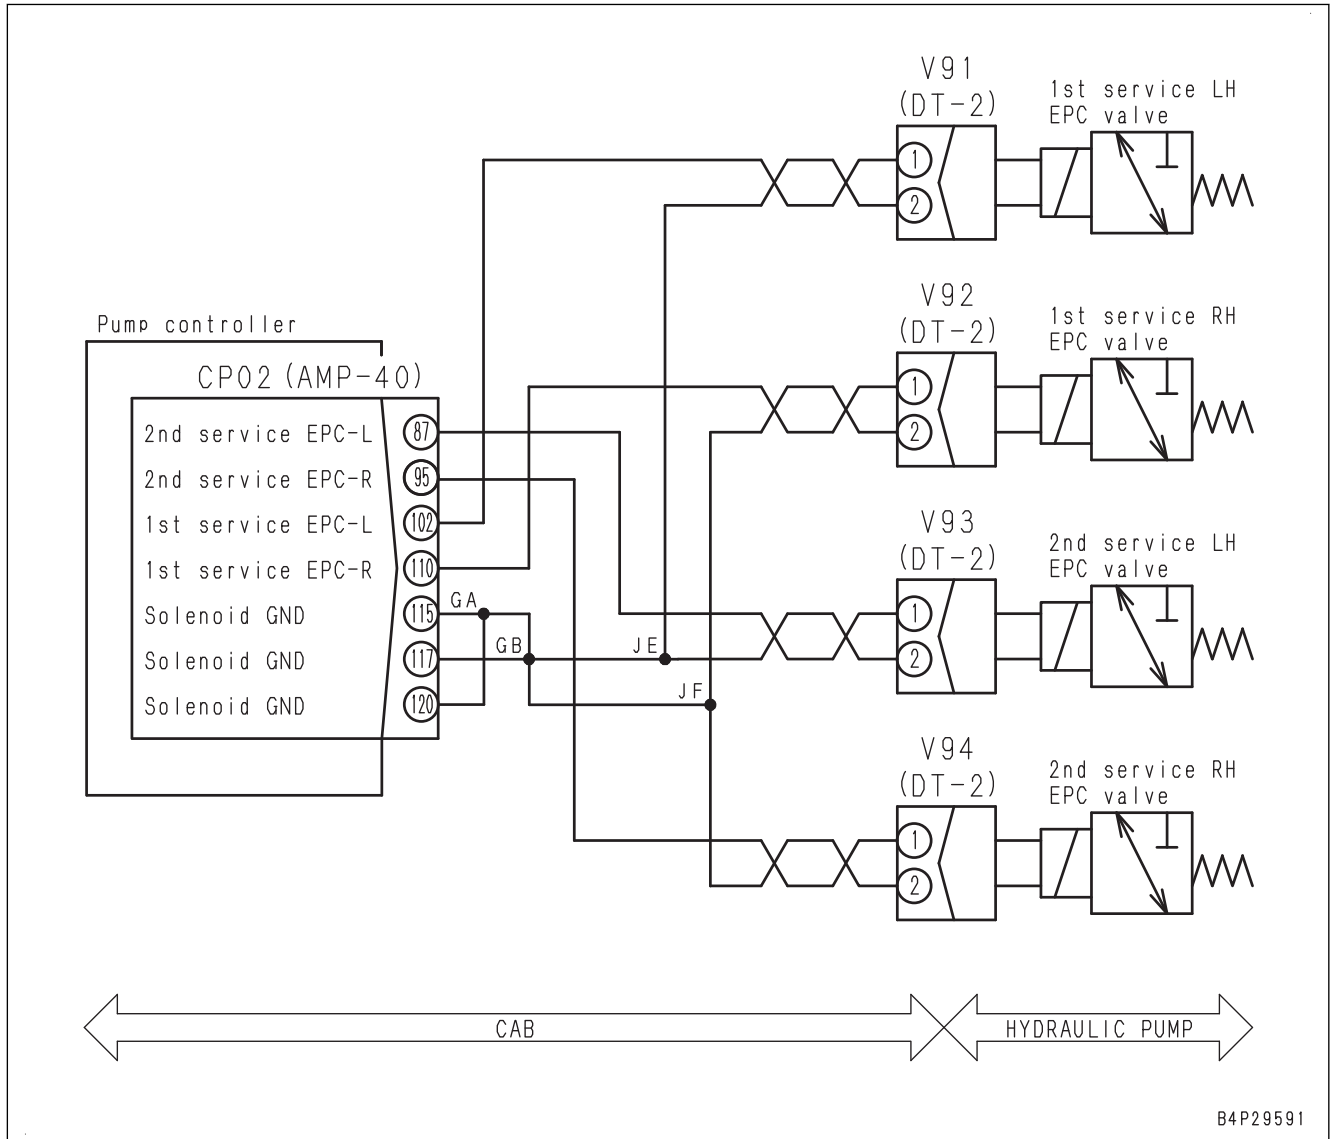 V91
(DT-2)
1st service LH
EPC valve
1
2
V92
(DT-2)
1st service RH
EPC valve
1
2
Pump controller
CP02 (AMP-40)
2nd service EPC-L 87
2nd service EPC-R 95
1st service EPC-L 102
1st service EPC-R 110
Solenoid GND 115
Solenoid GND 117
Solenoid GND 120
GA
GB
JE
JF
V93
(DT-2)
2nd service LH
EPC valve
1
2
V94
(DT-2)
2nd service RH
EPC valve
1
2
CAB
HYDRAULIC PUMP
B4P29591